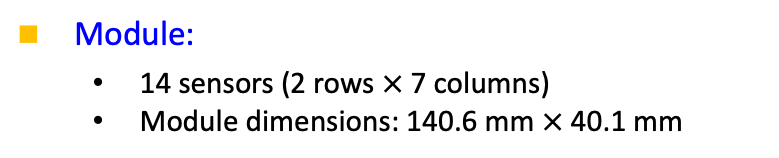 Module:
• 14 sensors (2 rows × 7 columns)
• Module dimensions: 140.6 mm × 40.1 mm